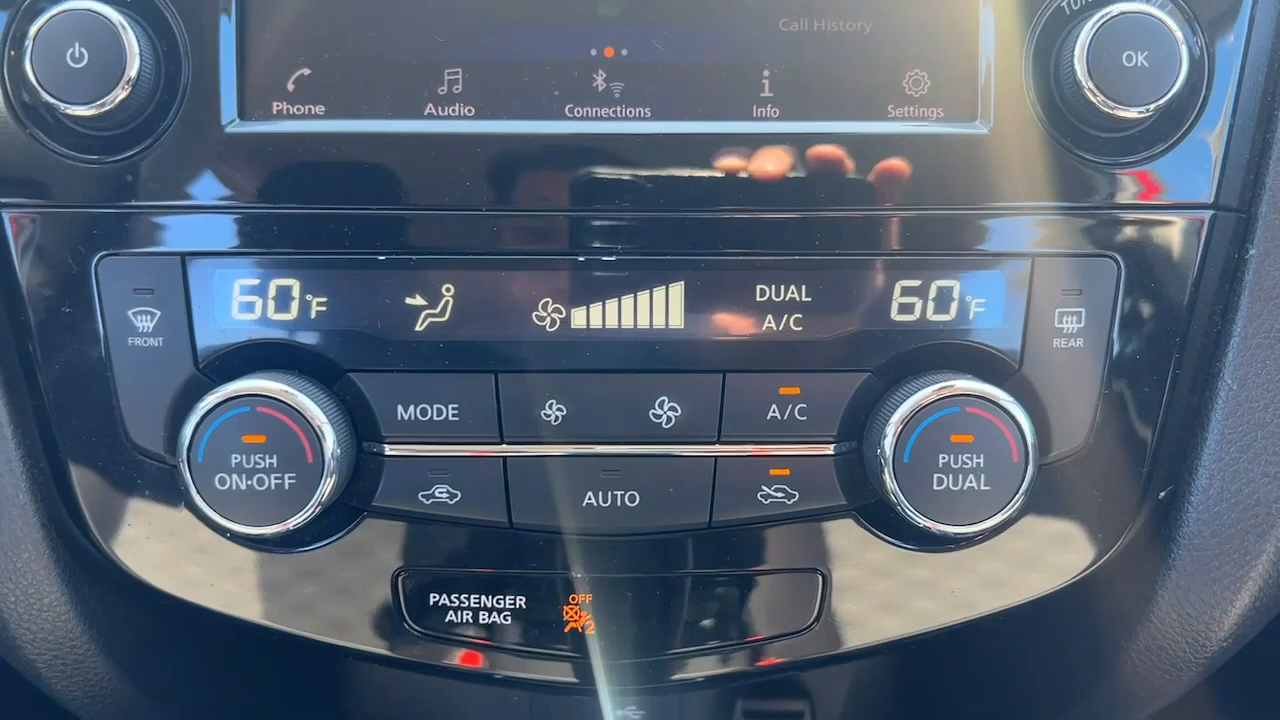 Call History
OK
Phone
Audio
Connections
Info
Settings
60°F
DUAL
A/C
60°F
FRONT
REAR
MODE
A/C
PUSH
ON·OFF
AUTO
PUSH
DUAL
PASSENGER
AIR BAG
OFF
2